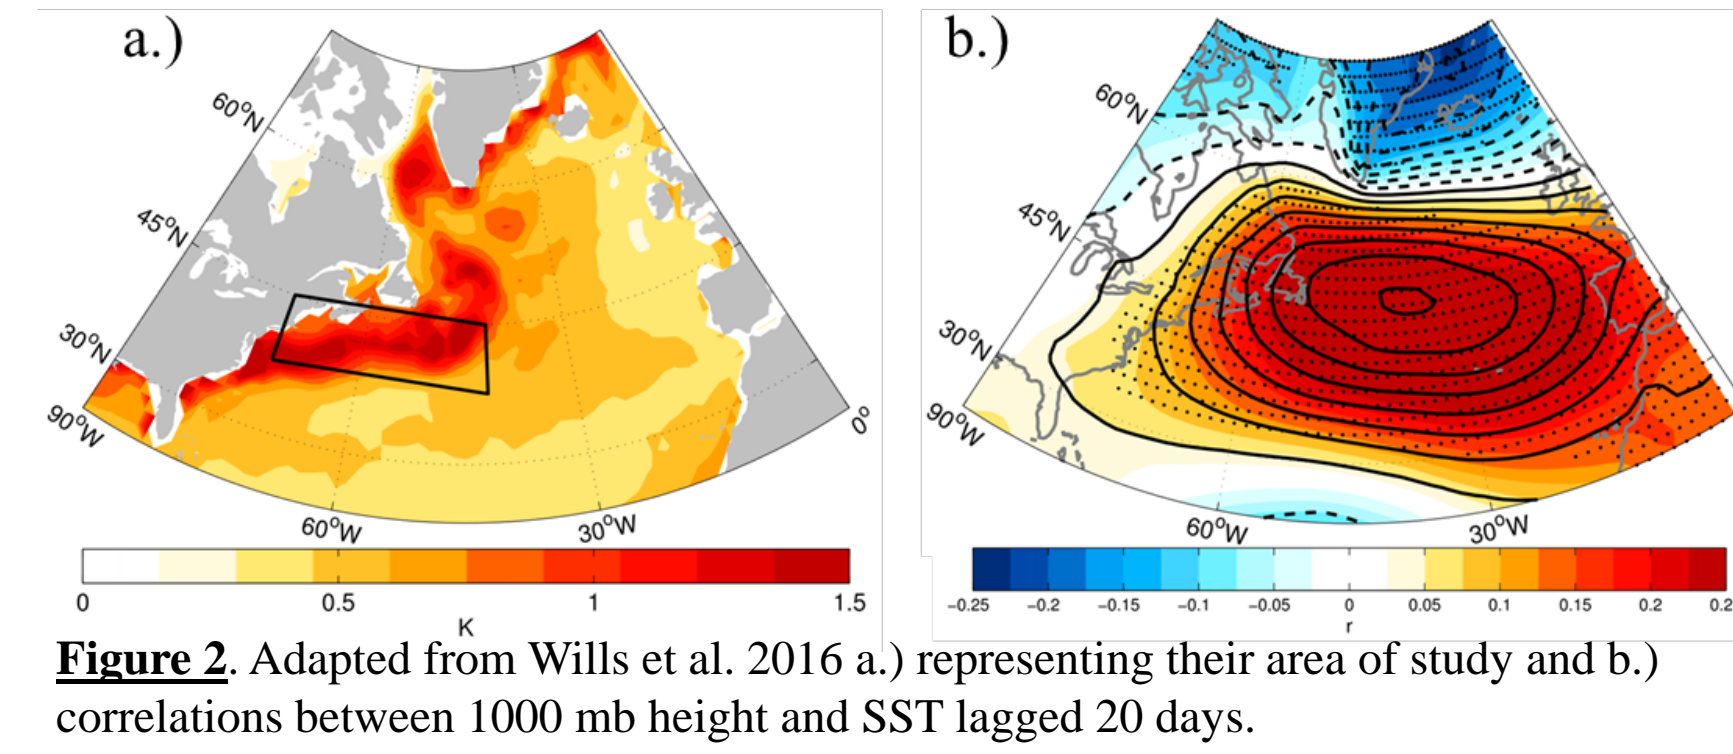 a.)
b.)
60°N
45°N
30°N
90°W
60°W
30°W
0°
60°N
45°N
30°N
90°W
60°W
30°W
0 0.5 1 1.5
K
−0.25 −0.2 −0.15 −0.1 −0.05 0 0.05 0.1 0.15 0.2 0.2
r
Figure 2. Adapted from Wills et al. 2016 a.) representing their area of study and b.)
correlations between 1000 mb height and SST lagged 20 days.